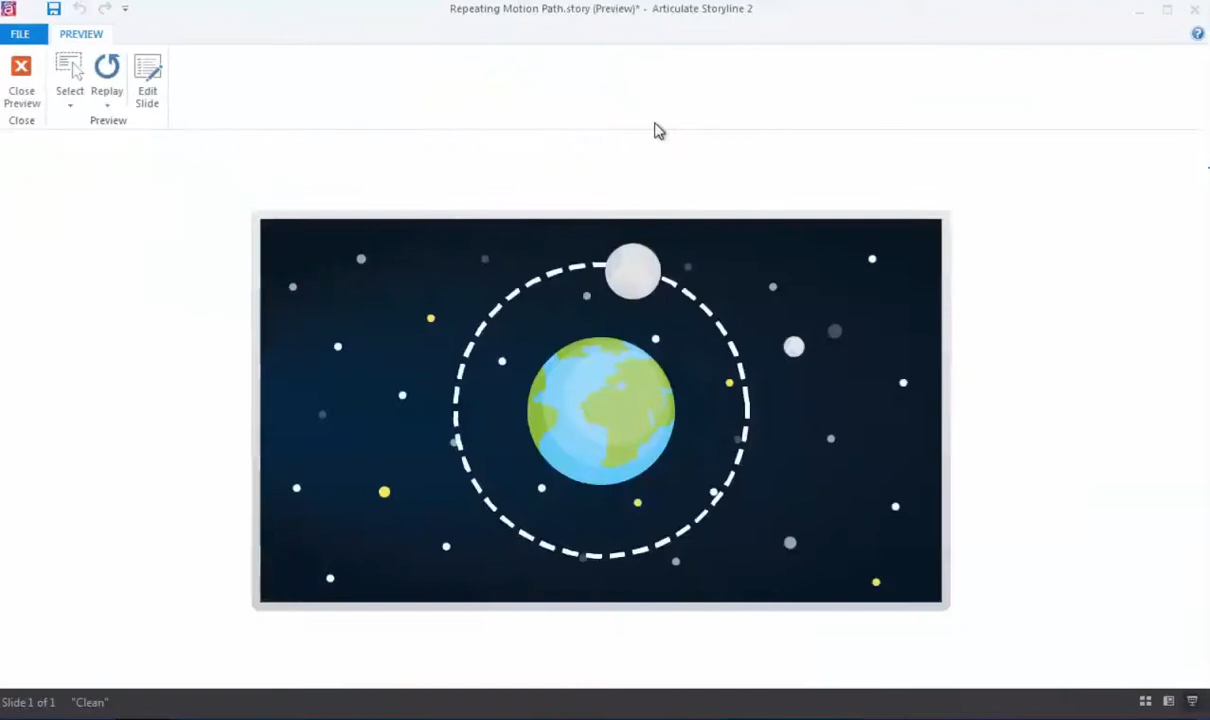 Repeating Motion Path.story (Preview)* - Articulate Storyline 2
FILE
PREVIEW
Close Preview
Select
Replay
Edit Slide
Close
Preview
Slide 1 of 1
"Clean"